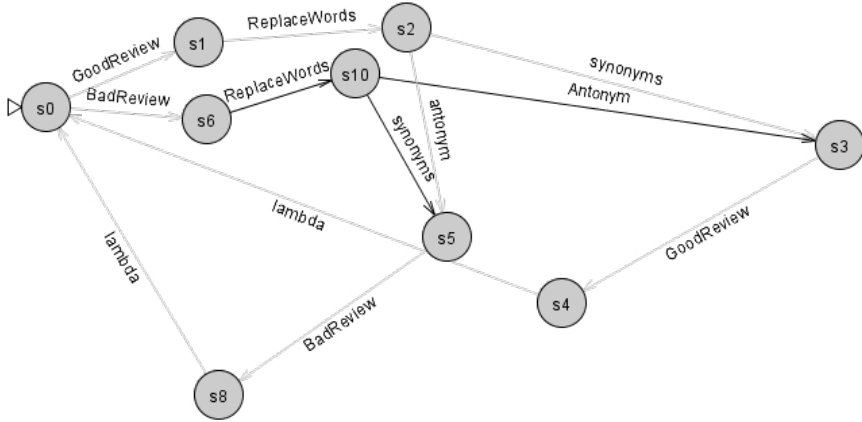 ReplaceWords
s1
s2
GoodReview
synonyms
ReplaceWords
s10
Antonym
BadReview
s0
s6
antonym
synonyms
s3
lambda
s5
GoodReview
lambda
s4
BadReview
s8